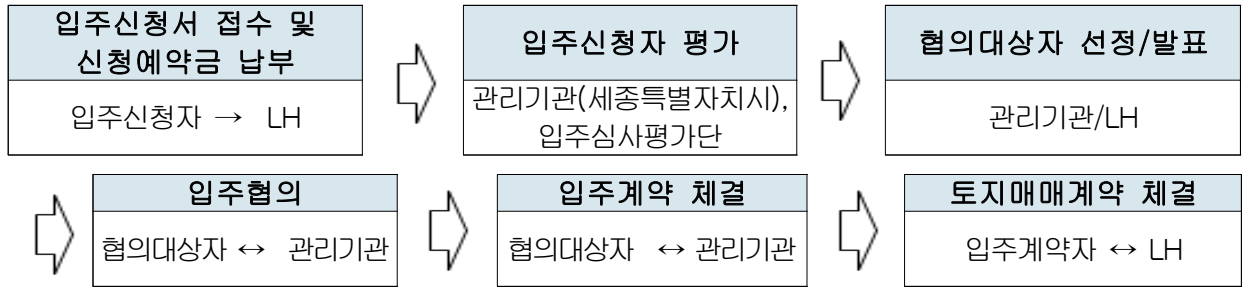 입주신청서 접수 및
신청예약금 납부
입주신청자 → LH
입주신청자 평가
관리기관(세종특별자치시),
입주심사평가단
협의대상자 선정/발표
관리기관/LH
입주협의
협의대상자 ↔ 관리기관
입주계약 체결
협의대상자 ↔ 관리기관
토지매매계약 체결
입주계약자 ↔ LH